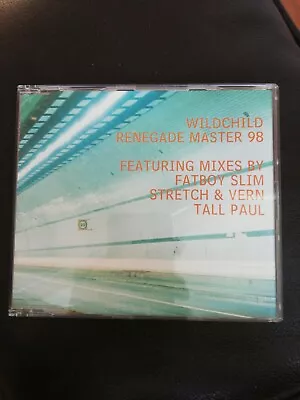 WILDCHILD
RENEGADE MASTER 98
FEATURING MIXES BY
FATBOY SLIM
STRETCH & VERN
TALL PAUL